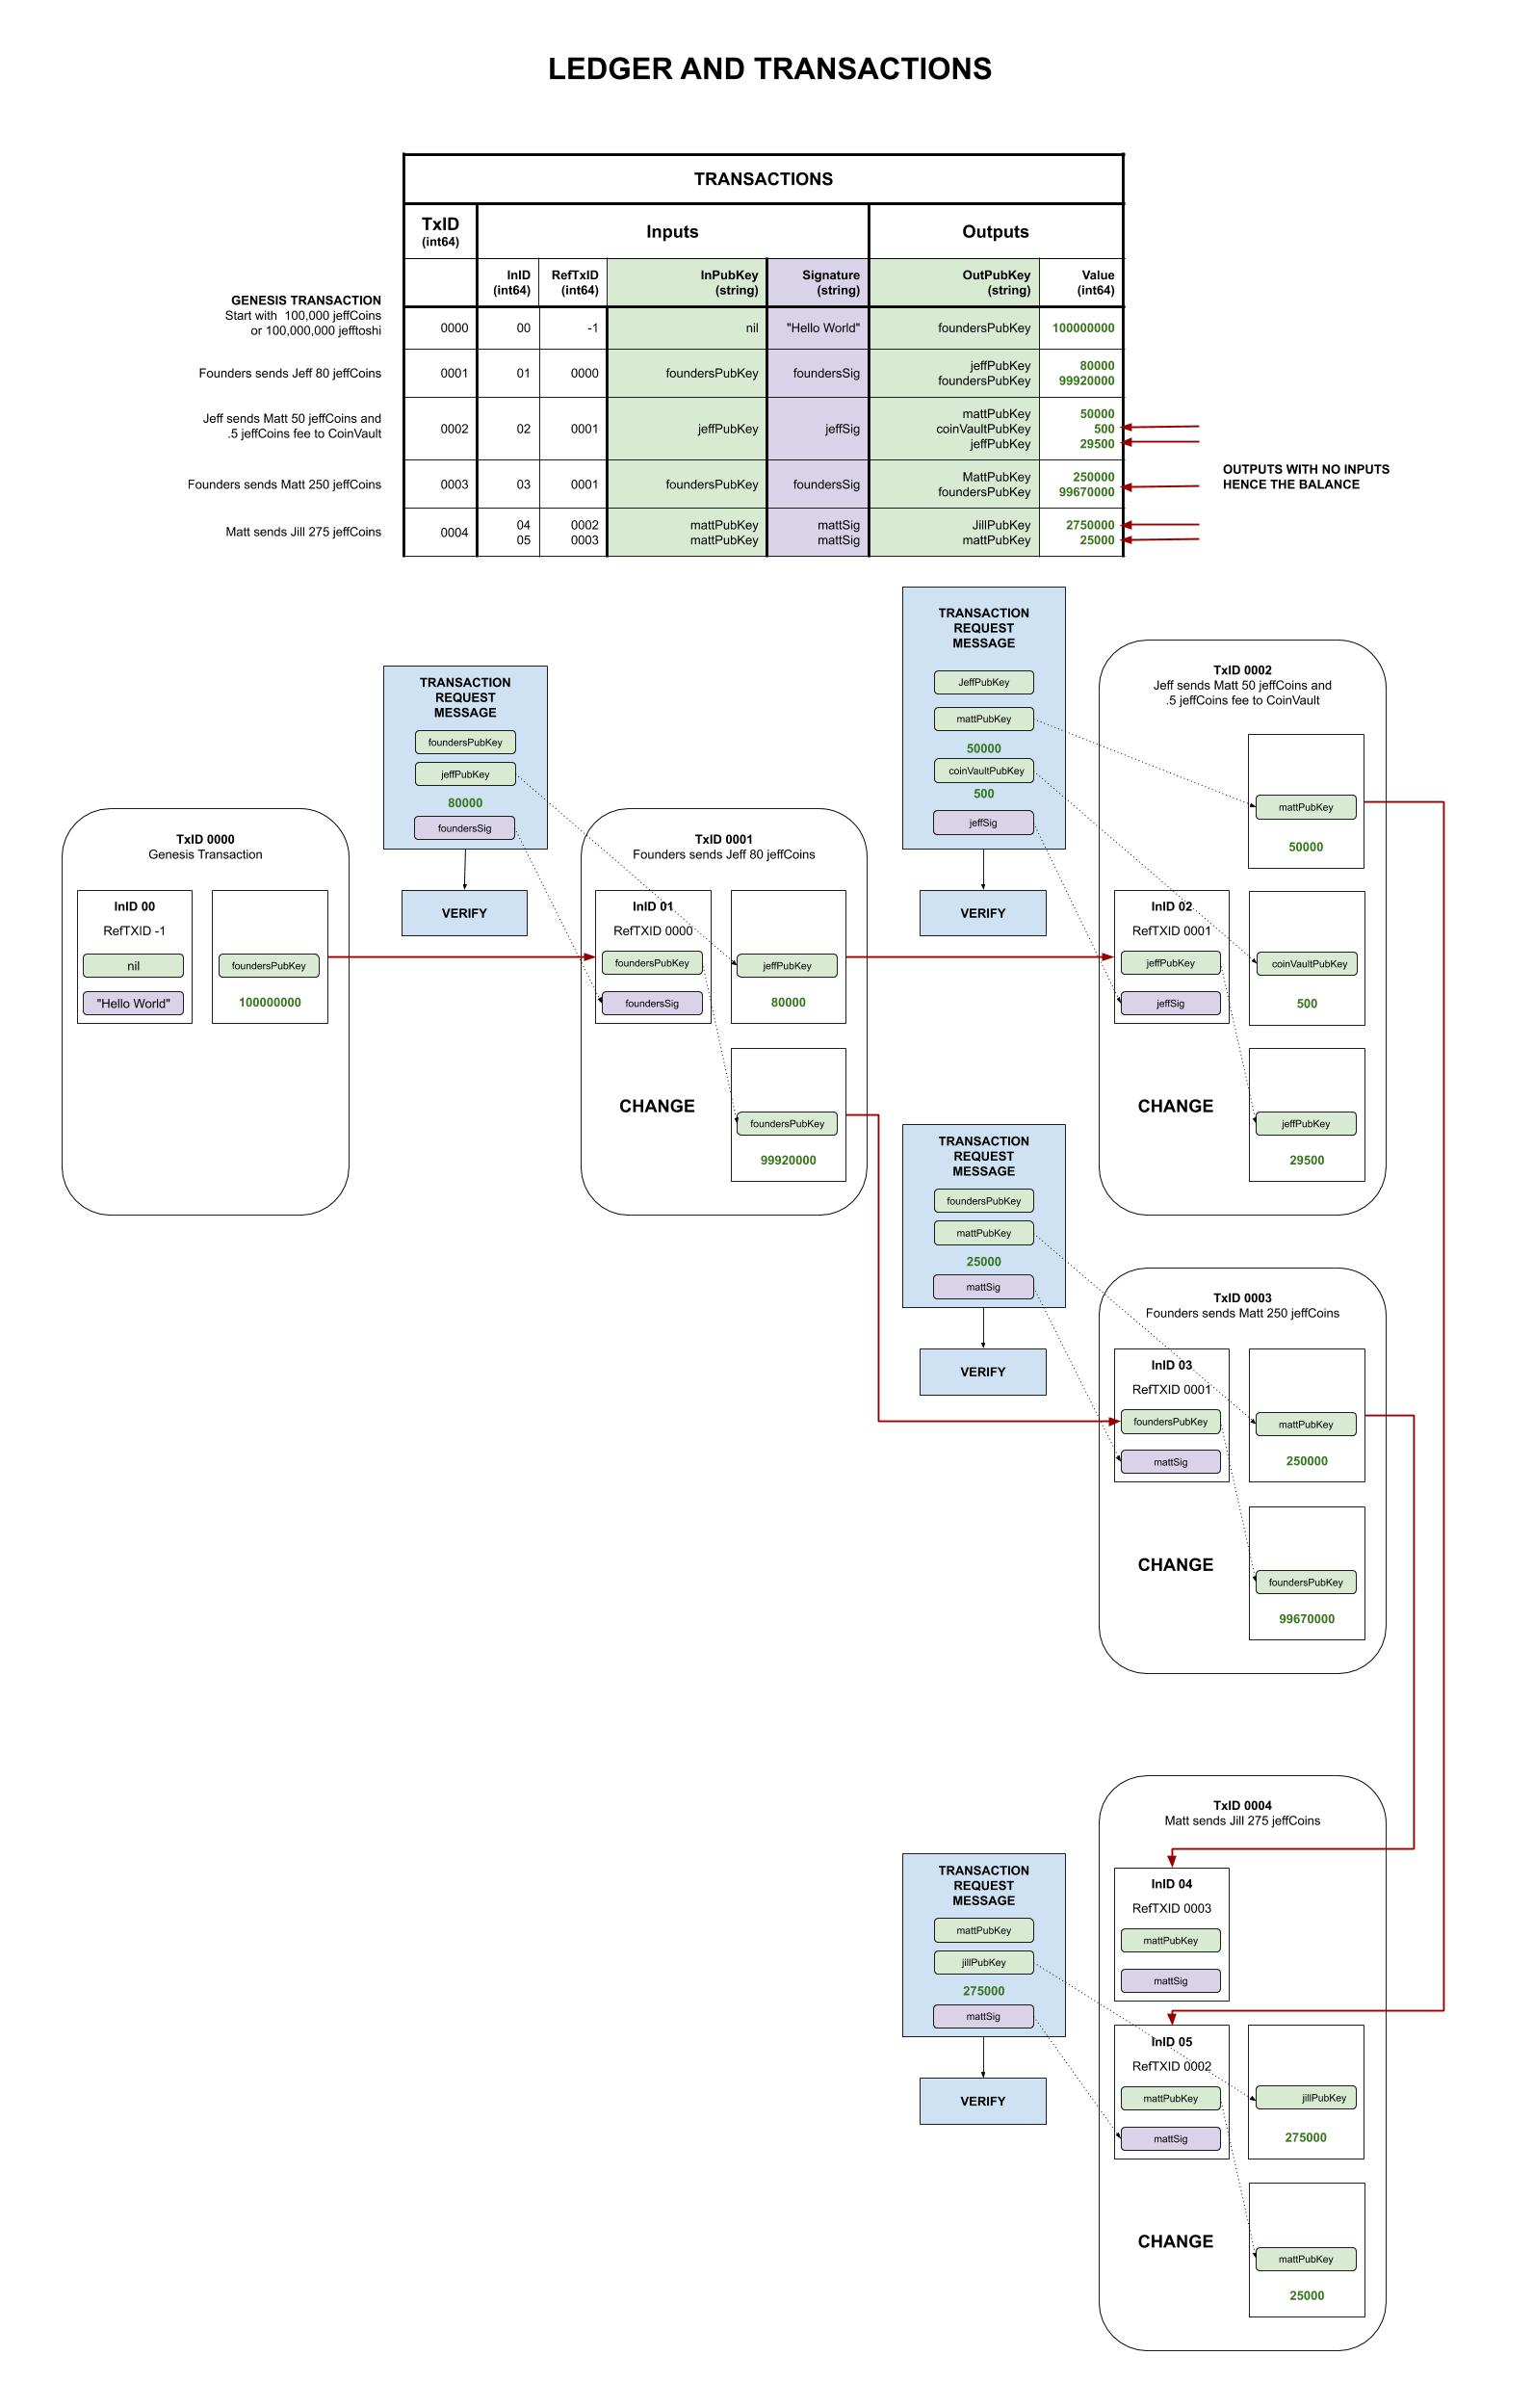 LEDGER AND TRANSACTIONS
TRANSACTIONS
TxID
(int64)
Inputs
Outputs
InID
(int64)
RefTxID
(int64)
InPubKey
(string)
Signature
(string)
OutPubKey
(string)
Value
(int64)
GENESIS TRANSACTION
Start with 100,000 jeffCoins
or 100,000,000 jefftoshi
0000 00 -1 nil "Hello World" foundersPubKey 100000000
Founders sends Jeff 80 jeffCoins
0001 01 0000 foundersPubKey foundersSig
jeffPubKey 80000
foundersPubKey 99920000
Jeff sends Matt 50 jeffCoins and
.5 jeffCoins fee to CoinVault
0002 02 0001 jeffPubKey jeffSig
mattPubKey 50000
coinVaultPubKey 500
jeffPubKey 29500
Founders sends Matt 250 jeffCoins
0003 03 0001 foundersPubKey foundersSig
MattPubKey 250000
foundersPubKey 99670000
OUTPUTS WITH NO INPUTS
HENCE THE BALANCE
Matt sends Jill 275 jeffCoins
0004
04 0002 mattPubKey mattSig JillPubKey 2750000
05 0003 mattPubKey mattSig mattPubKey 25000
TxID 0000
Genesis Transaction
InID 00
RefTXID -1
nil
"Hello World"
foundersPubKey
100000000
TRANSACTION
REQUEST
MESSAGE
foundersPubKey
jeffPubKey
80000
foundersSig
VERIFY
TxID 0001
Founders sends Jeff 80 jeffCoins
InID 01
RefTXID 0000
foundersPubKey
foundersSig
jeffPubKey
80000
CHANGE
foundersPubKey
99920000
TRANSACTION
REQUEST
MESSAGE
JeffPubKey
mattPubKey
50000
coinVaultPubKey
500
jeffSig
VERIFY
TxID 0002
Jeff sends Matt 50 jeffCoins and
.5 jeffCoins fee to CoinVault
mattPubKey
50000
InID 02
RefTXID 0001
jeffPubKey
jeffSig
coinVaultPubKey
500
CHANGE
jeffPubKey
29500
TRANSACTION
REQUEST
MESSAGE
foundersPubKey
mattPubKey
25000
mattSig
VERIFY
TxID 0003
Founders sends Matt 250 jeffCoins
InID 03
RefTXID 0001
foundersPubKey
mattSig
mattPubKey
250000
CHANGE
foundersPubKey
99670000
TRANSACTION
REQUEST
MESSAGE
mattPubKey
jillPubKey
275000
mattSig
VERIFY
TxID 0004
Matt sends Jill 275 jeffCoins
InID 04
RefTXID 0003
mattPubKey
mattSig
InID 05
RefTXID 0002
mattPubKey
mattSig
jillPubKey
275000
CHANGE
mattPubKey
25000